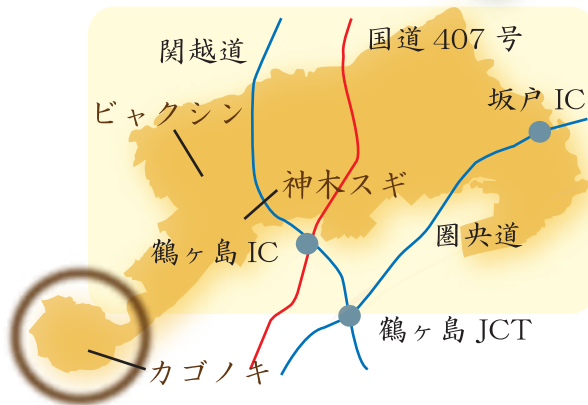 関越道
国道 407 号
坂戸 IC
ビャクシン
神木スギ
鶴ヶ島 IC
圏央道
鶴ヶ島 JCT
カゴノキ